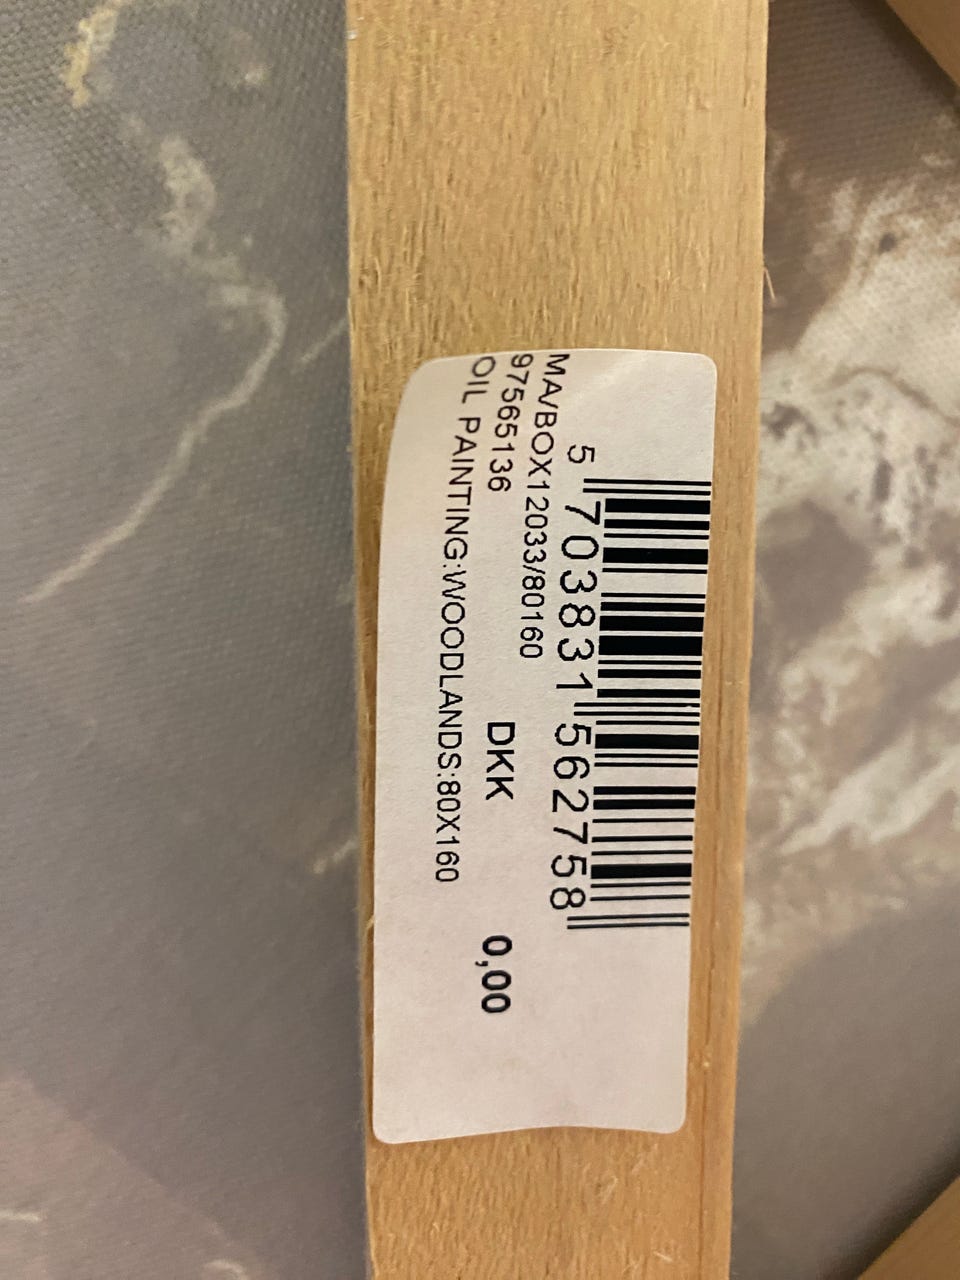 5 703831 562758
MA/BOX12033/80160
97565136 DKK 0,00
OIL PAINTING:WOODLANDS:80X160